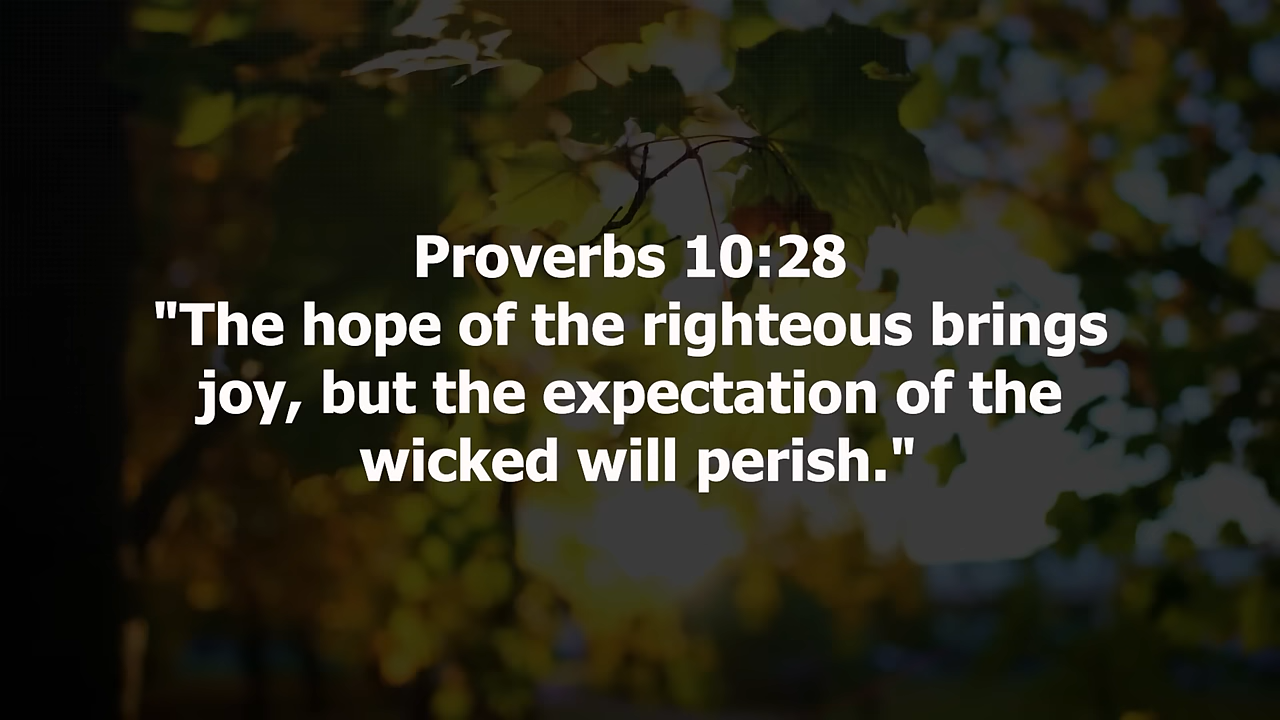 Proverbs 10:28
"The hope of the righteous brings
joy, but the expectation of the
wicked will perish."